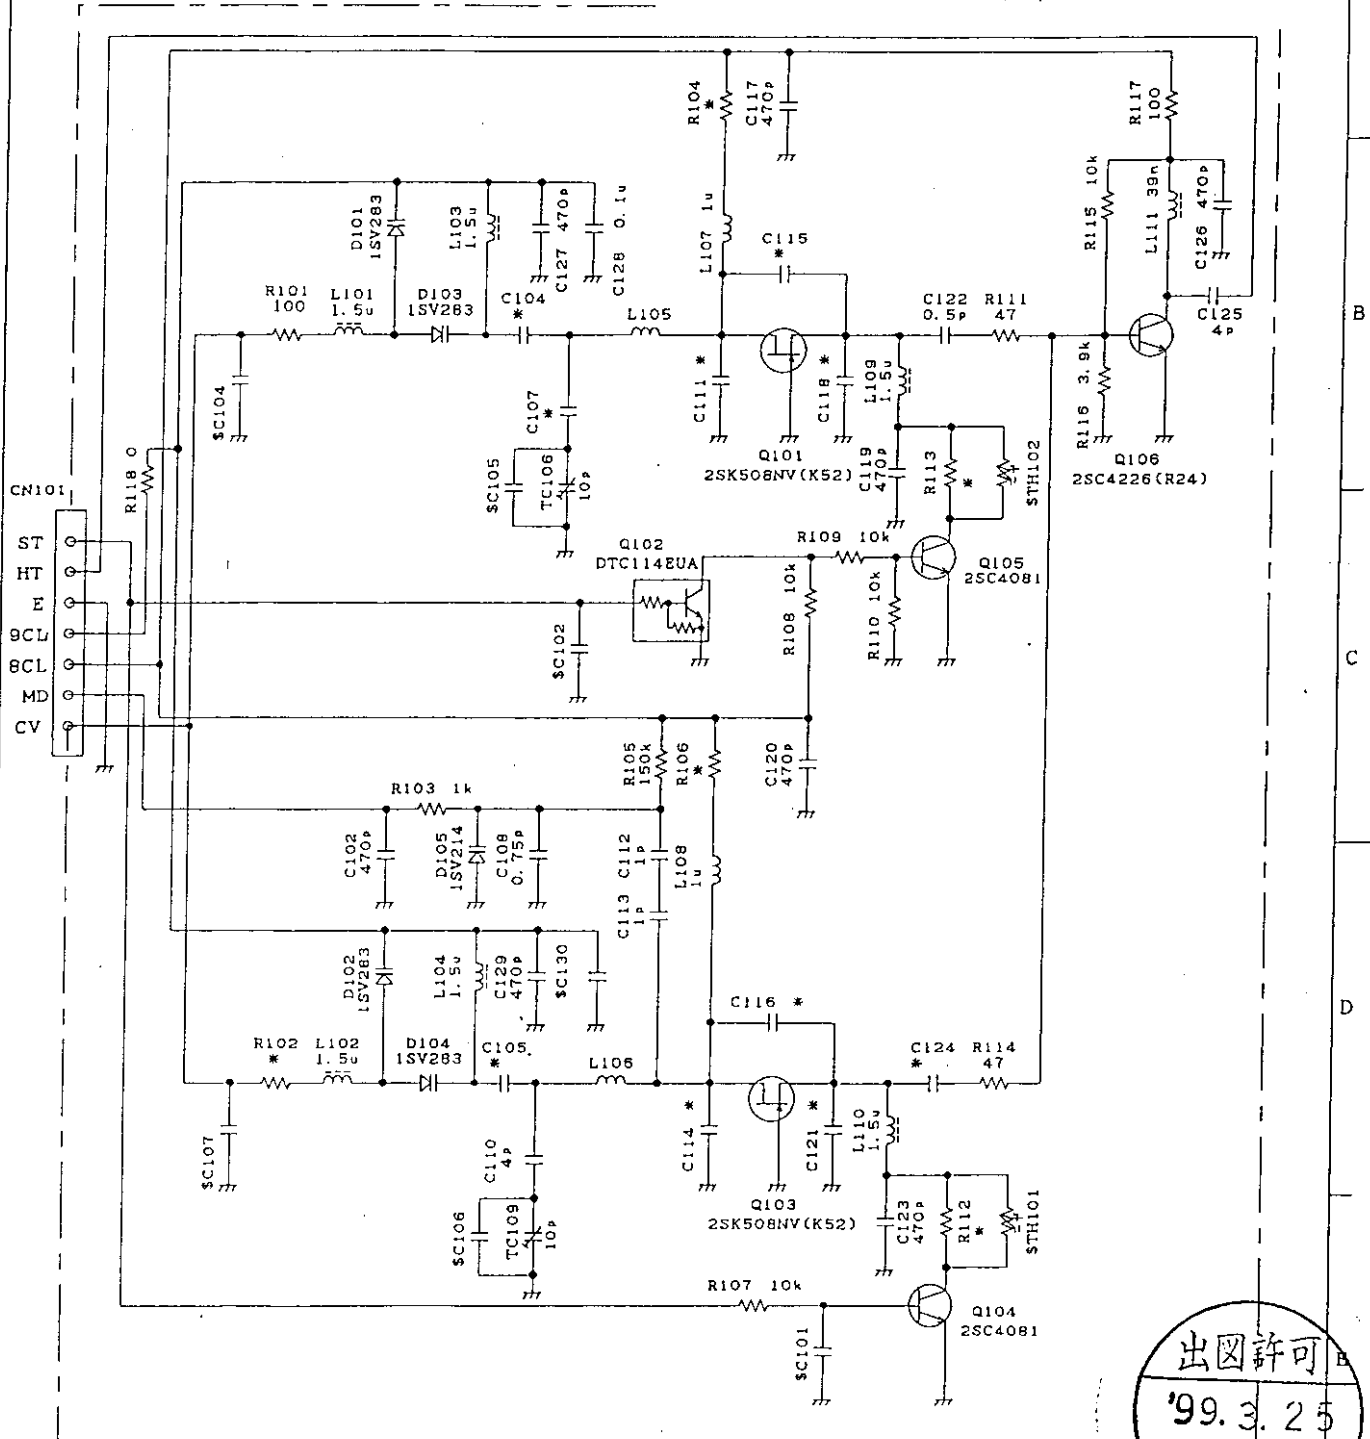 R104
*
C117
470p
R117
100
D101
1SV283
L103
1.5u
C127 470p
C128 0.1u
L107 1u
C115
*
R115 10k
L111 39n
C126 470p
C125
4p
R101
100
L101
1.5u
D103
1SV283
C104
*
L105
C122
0.5p
R111
47
B
$C104
C107
*
$C105
TC106
10p
C111 *
C118 *
L109
1.5u
R116 3.9k
Q101
2SK508NV(K52)
C119
470p
R113
*
$TH102
Q106
2SC4226(R24)
R118 0
CN101
ST
HT
E
9CL
8CL
MD
CV
Q102
DTC114EUA
R109 10k
Q105
2SC4081
$C102
R108 10k
R110 10k
C
R105
150k
R106
*
C120
470p
R103 1k
C102
470p
D105
1SV214
C108
0.75p
C112
1p
L108
1u
C113
1p
D102
1SV283
L104
1.5u
C129
470p
$C130
C116 *
D
R102
*
L102
1.5u
D104
1SV283
C105
*
L106
C124
*
R114
47
$C107
C110
4p
C114 *
C121 *
L110
1.5u
Q103
2SK508NV(K52)
$C106
TC109
10p
C123
470p
R112
*
$TH101
R107 10k
Q104
2SC4081
$C101
出図許可
E
'99.3.25